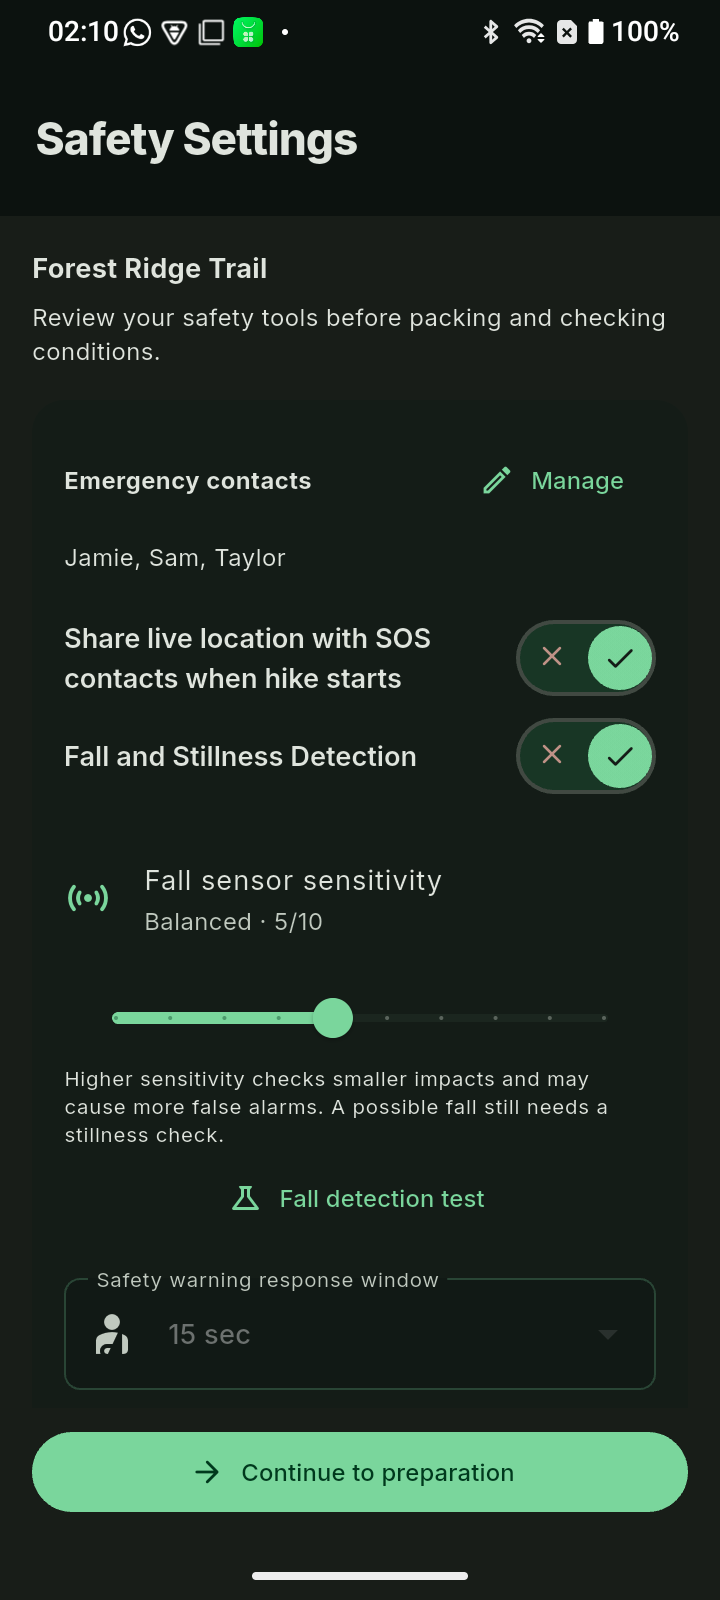 02:10
100%
Safety Settings
Forest Ridge Trail
Review your safety tools before packing and checking
conditions.
Emergency contacts
Manage
Jamie, Sam, Taylor
Share live location with SOS
contacts when hike starts
Fall and Stillness Detection
Fall sensor sensitivity
Balanced · 5/10
Higher sensitivity checks smaller impacts and may
cause more false alarms. A possible fall still needs a
stillness check.
Fall detection test
Safety warning response window
15 sec
Continue to preparation